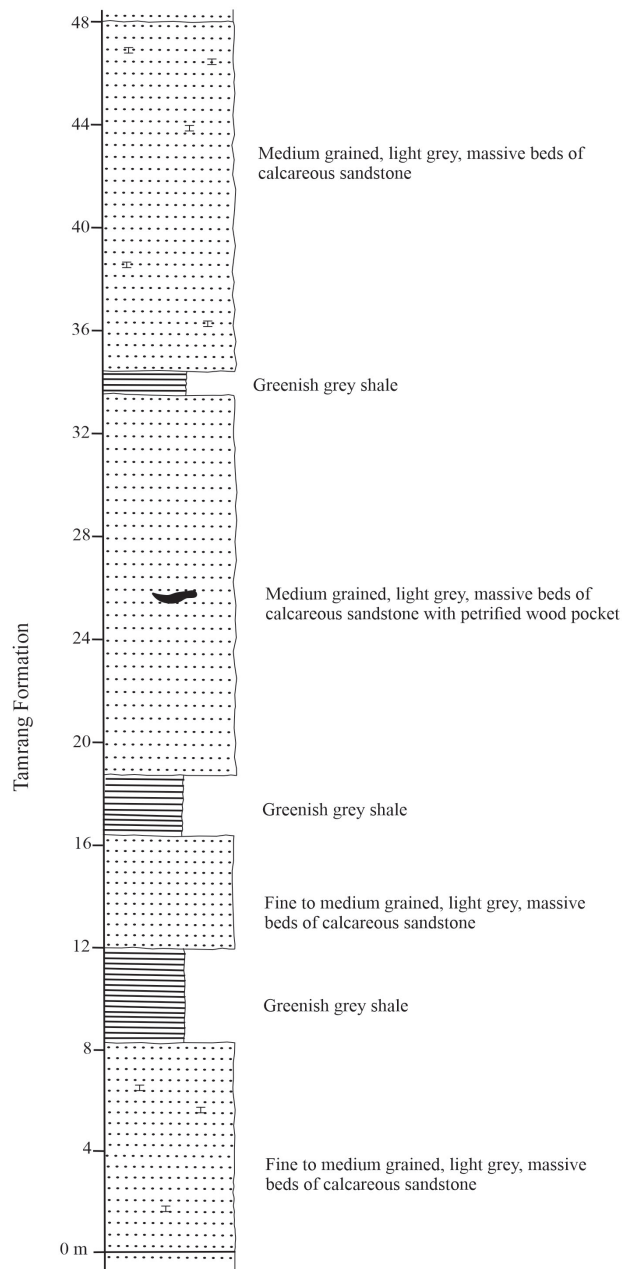 48
44
Medium grained, light grey, massive beds of
calcareous sandstone
40
36
Greenish grey shale
32
28
Medium grained, light grey, massive beds of
calcareous sandstone with petrified wood pocket
24
Tamrang Formation
20
Greenish grey shale
16
Fine to medium grained, light grey, massive
beds of calcareous sandstone
12
Greenish grey shale
8
4
Fine to medium grained, light grey, massive
beds of calcareous sandstone
0 m